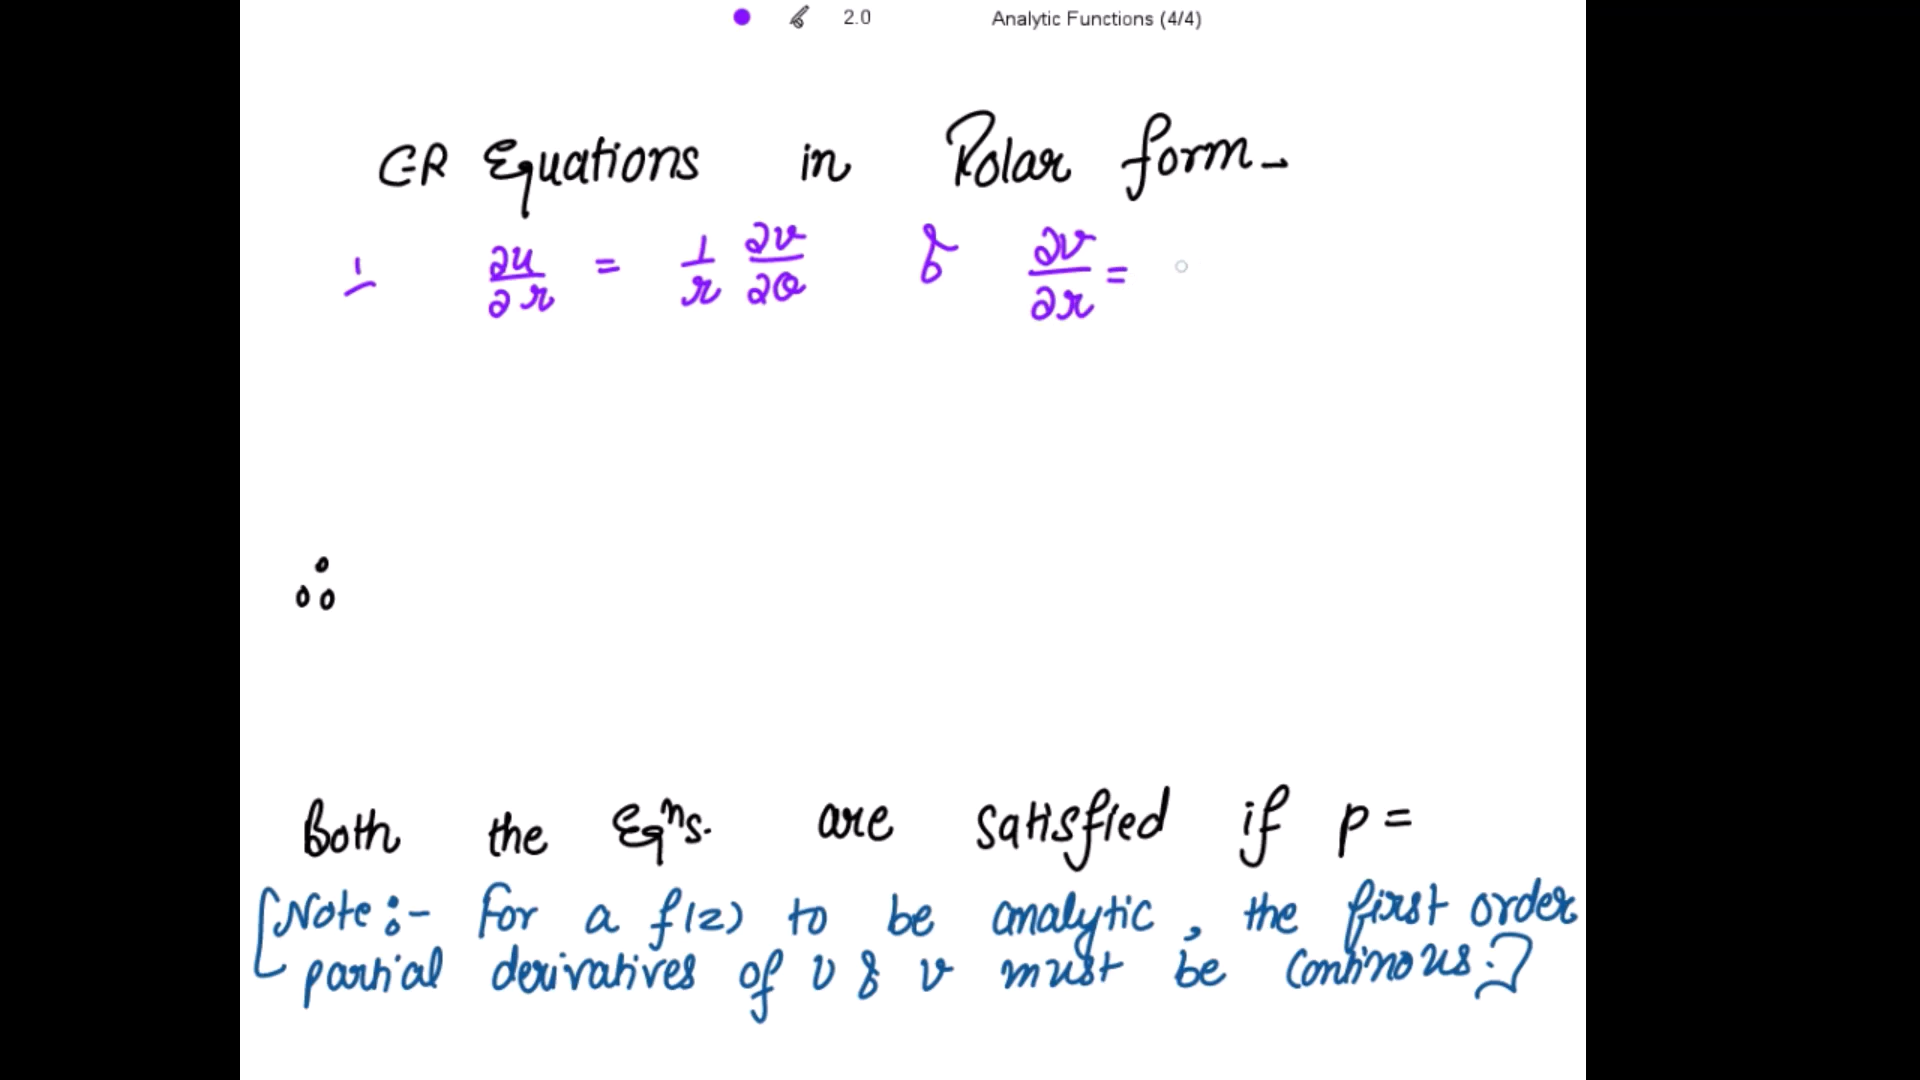 2.0 Analytic Functions (4/4)
CR Equations in Polar form -
∂u/∂r = 1/r ∂v/∂θ & ∂v/∂r =
∴
Both the Eqns. are satisfied if p =
[Note :- For a f(z) to be analytic, the first order
partial derivatives of U & v must be continous.]